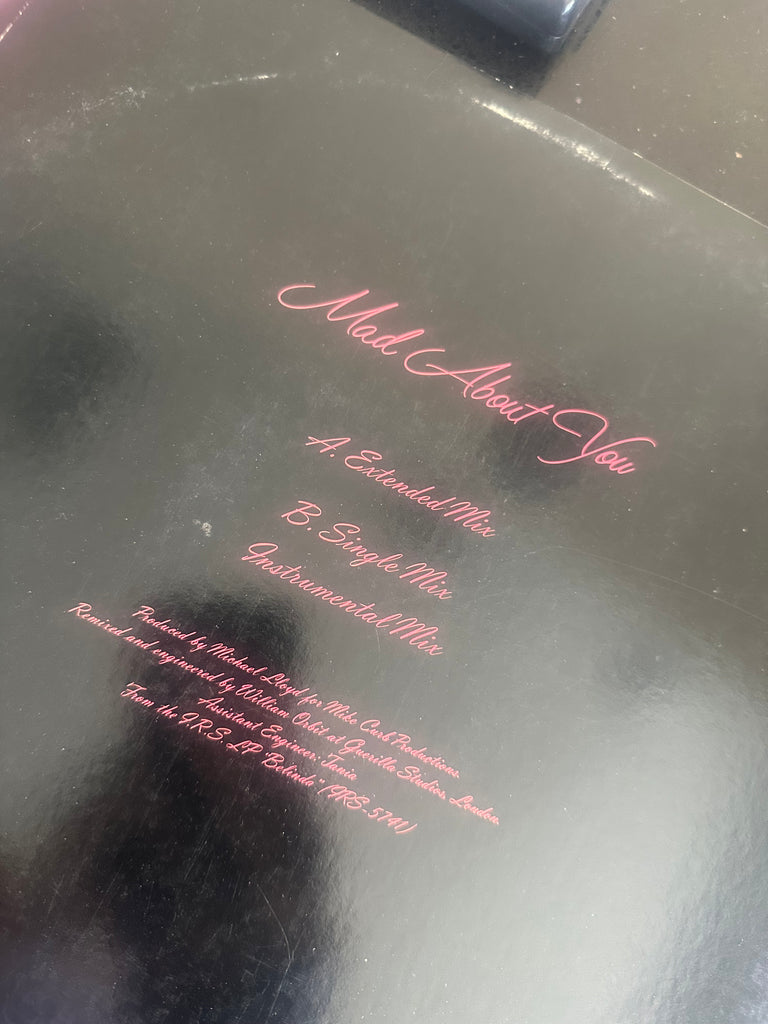 Mad About You
A. Extended Mix
B. Single Mix
Instrumental Mix
Produced by Michael Lloyd for Mike Curb Productions.
Remixed and engineered by William Orbit at Guerilla Studios, London.
Assistant Engineer: Tania
From the I.R.S. LP "Belinda" (IRS-5741)